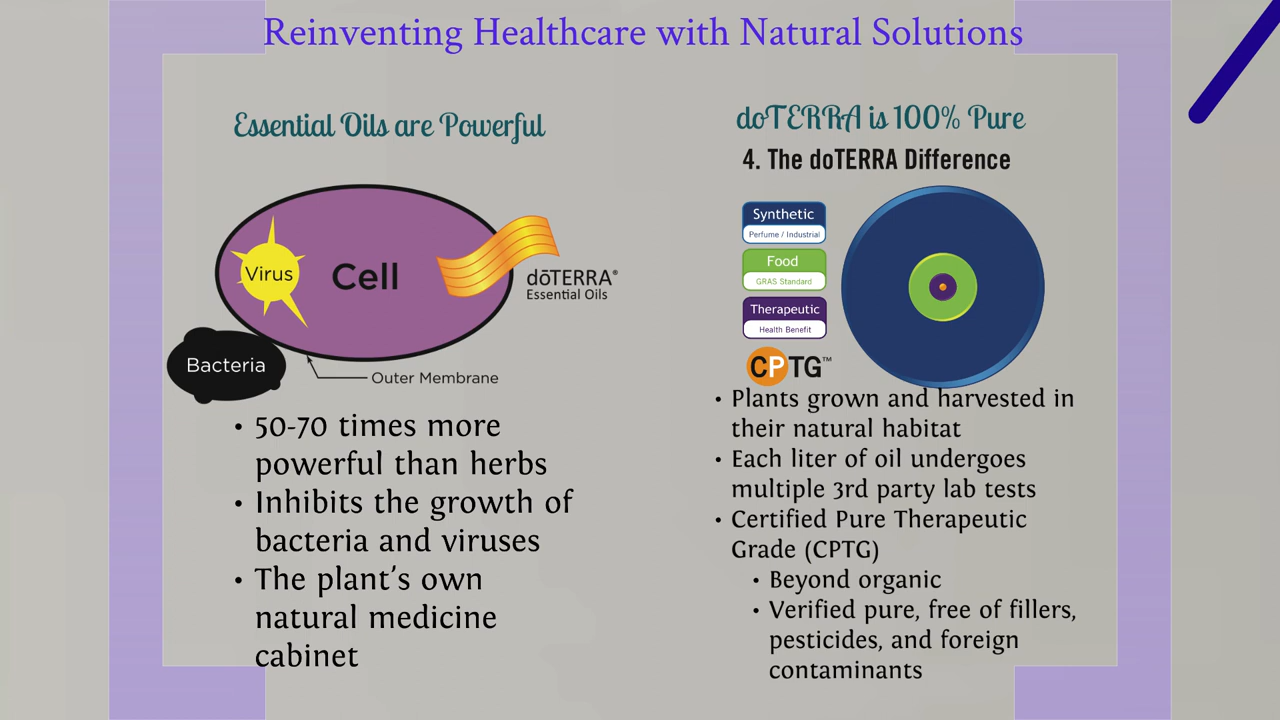 Reinventing Healthcare with Natural Solutions
Essential Oils are Powerful
Virus
Cell
dōTERRA®
Essential Oils
Bacteria
Outer Membrane
• 50-70 times more
powerful than herbs
• Inhibits the growth of
bacteria and viruses
• The plant's own
natural medicine
cabinet
doTERRA is 100% Pure
4. The doTERRA Difference
Synthetic
Perfume / Industrial
Food
GRAS Standard
Therapeutic
Health Benefit
CPTG™
• Plants grown and harvested in
their natural habitat
• Each liter of oil undergoes
multiple 3rd party lab tests
• Certified Pure Therapeutic
Grade (CPTG)
• Beyond organic
• Verified pure, free of fillers,
pesticides, and foreign
contaminants